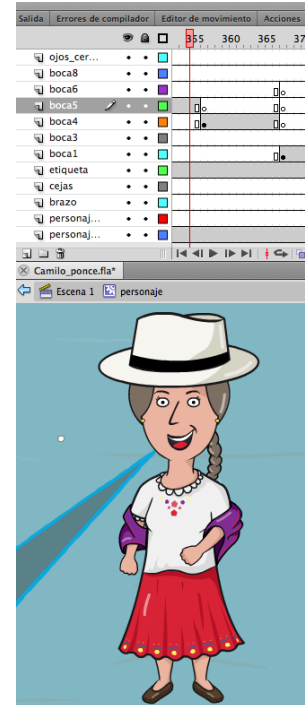 Salida Errores de compilador Editor de movimiento Acciones
355 360 365 37
ojos_cer...
boca8
boca6
boca5
boca4
boca3
boca1
etiqueta
cejas
brazo
personaj...
personaj...
Camilo_ponce.fla*
Escena 1 personaje